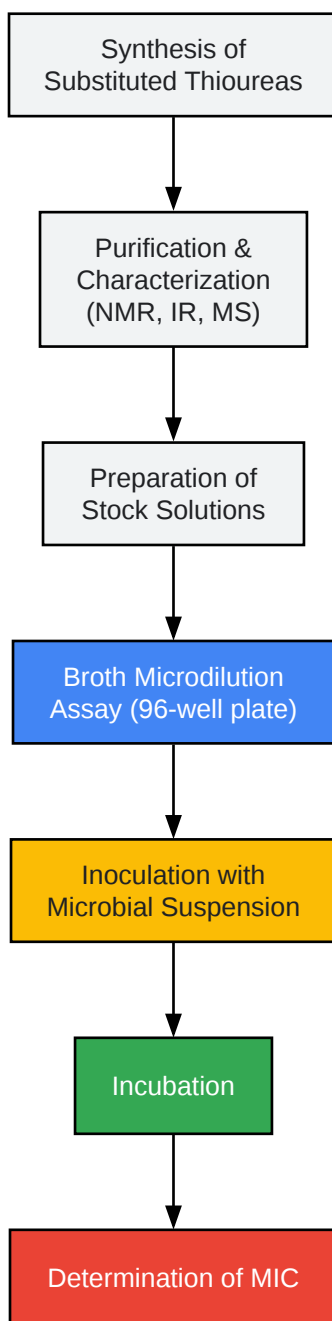 Synthesis of
Substituted Thioureas
Purification &
Characterization
(NMR, IR, MS)
Preparation of
Stock Solutions
Broth Microdilution
Assay (96-well plate)
Inoculation with
Microbial Suspension
Incubation
Determination of MIC